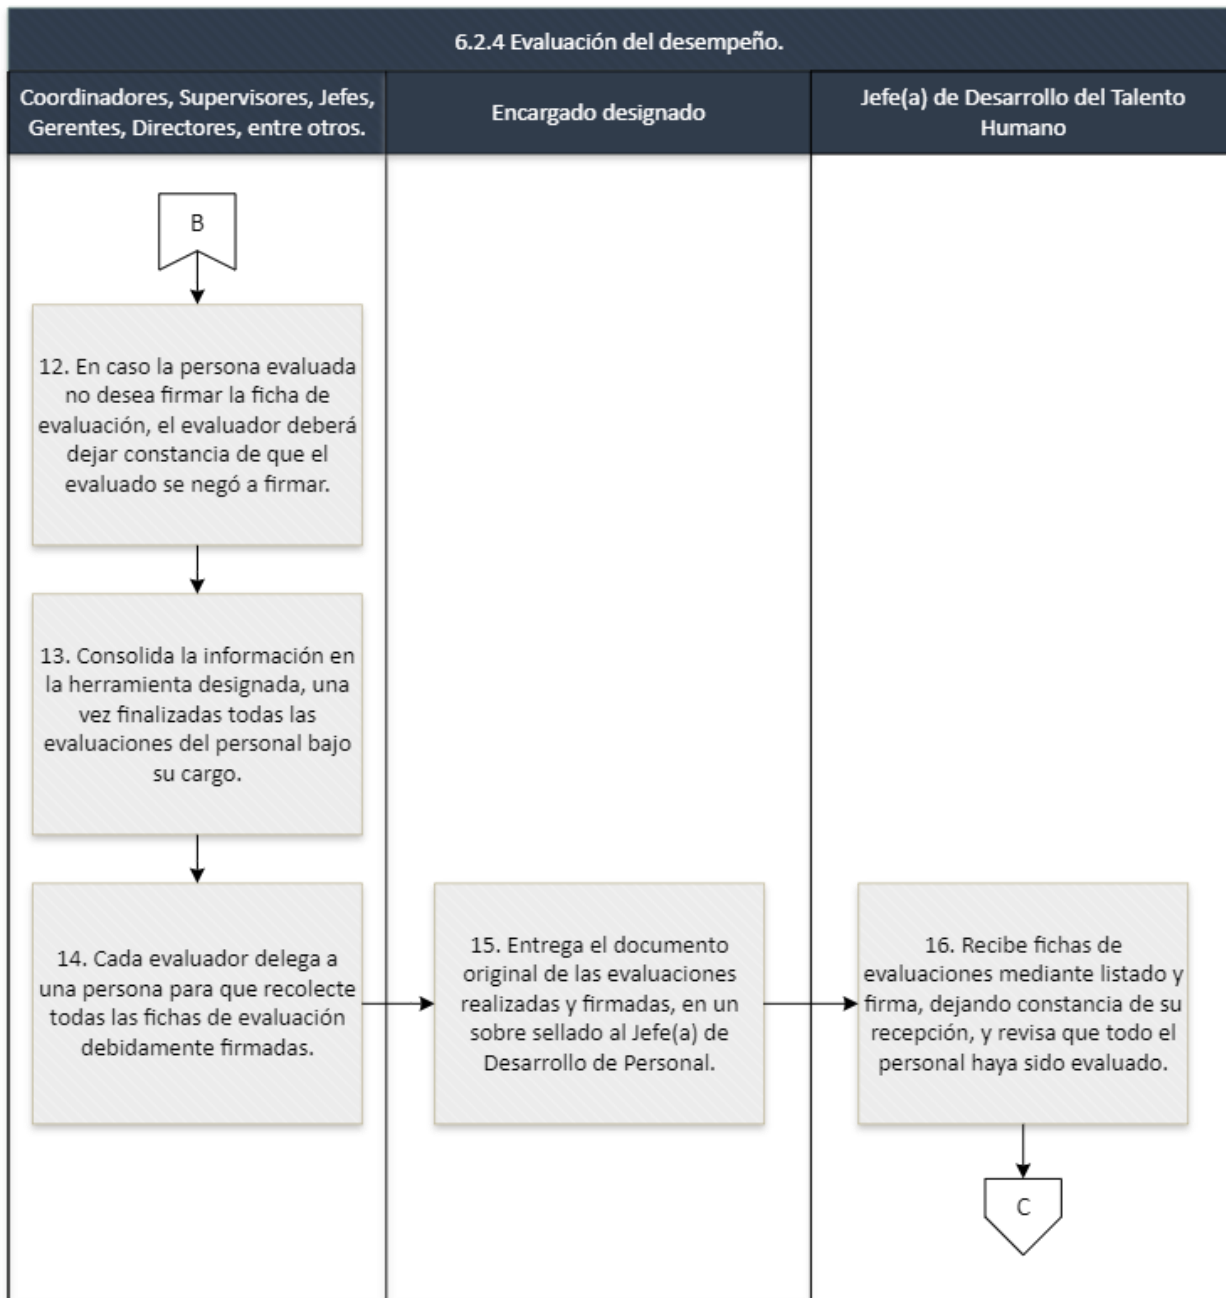 6.2.4 Evaluación del desempeño.
Coordinadores, Supervisores, Jefes,
Gerentes, Directores, entre otros.
Encargado designado
Jefe(a) de Desarrollo del Talento
Humano
B
12. En caso la persona evaluada
no desea firmar la ficha de
evaluación, el evaluador deberá
dejar constancia de que el
evaluado se negó a firmar.
13. Consolida la información en
la herramienta designada, una
vez finalizadas todas las
evaluaciones del personal bajo
su cargo.
14. Cada evaluador delega a
una persona para que recolecte
todas las fichas de evaluación
debidamente firmadas.
15. Entrega el documento
original de las evaluaciones
realizadas y firmadas, en un
sobre sellado al Jefe(a) de
Desarrollo de Personal.
16. Recibe fichas de
evaluaciones mediante listado y
firma, dejando constancia de su
recepción, y revisa que todo el
personal haya sido evaluado.
C